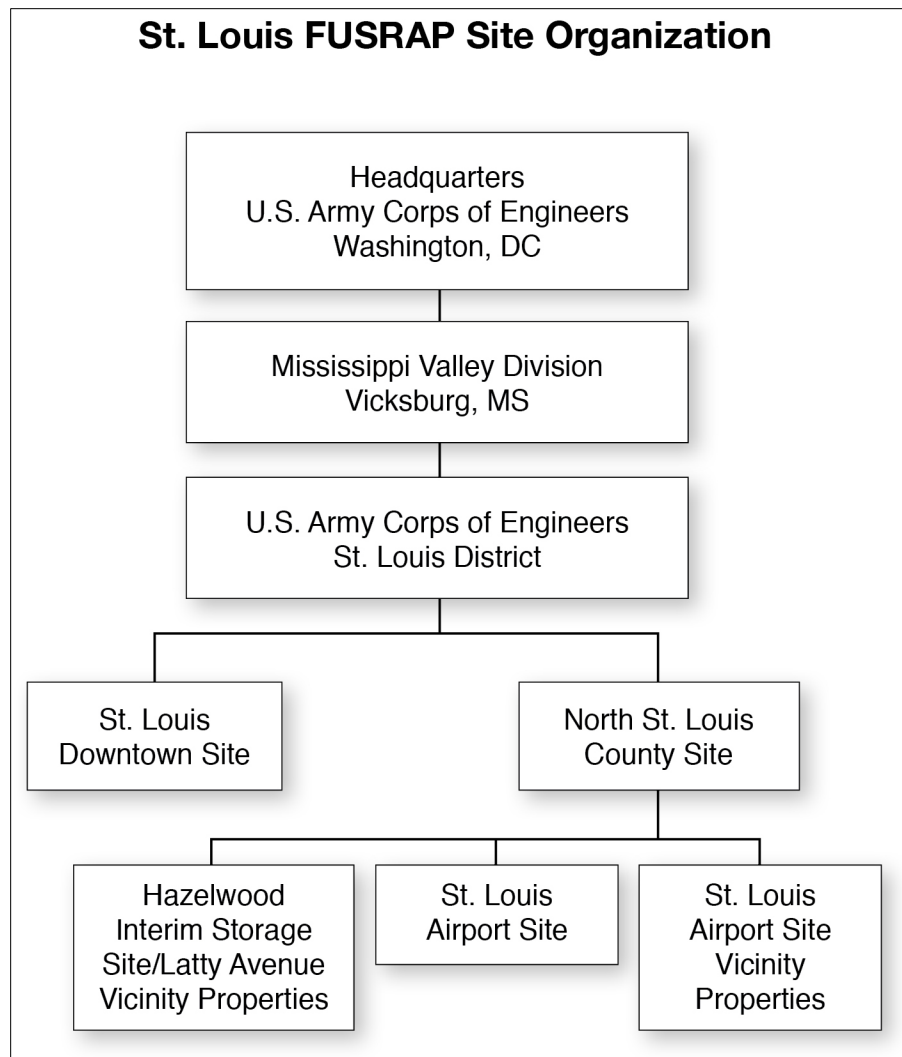 St. Louis FUSRAP Site Organization
Headquarters
U.S. Army Corps of Engineers
Washington, DC
Mississippi Valley Division
Vicksburg, MS
U.S. Army Corps of Engineers
St. Louis District
St. Louis
Downtown Site
North St. Louis
County Site
Hazelwood
Interim Storage
Site/Latty Avenue
Vicinity Properties
St. Louis
Airport Site
St. Louis
Airport Site
Vicinity
Properties